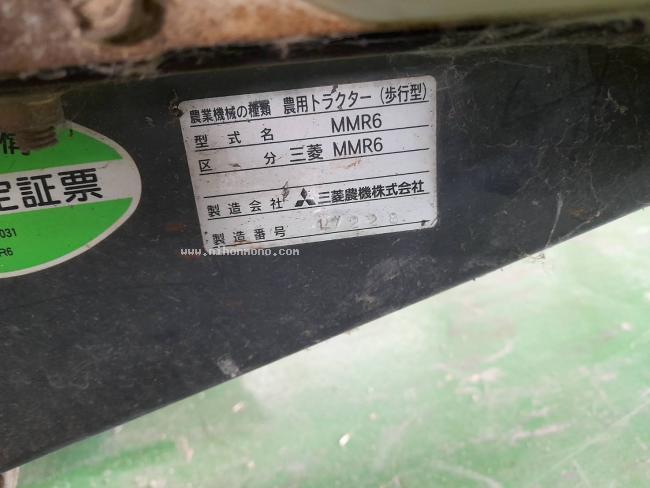 農業機械の種類 農用トラクター (歩行型)
型式名 MMR6
区分 三菱 MMR6
製造会社 三菱農機株式会社
製造番号
定証票
031
R6
www.nihonmono.com